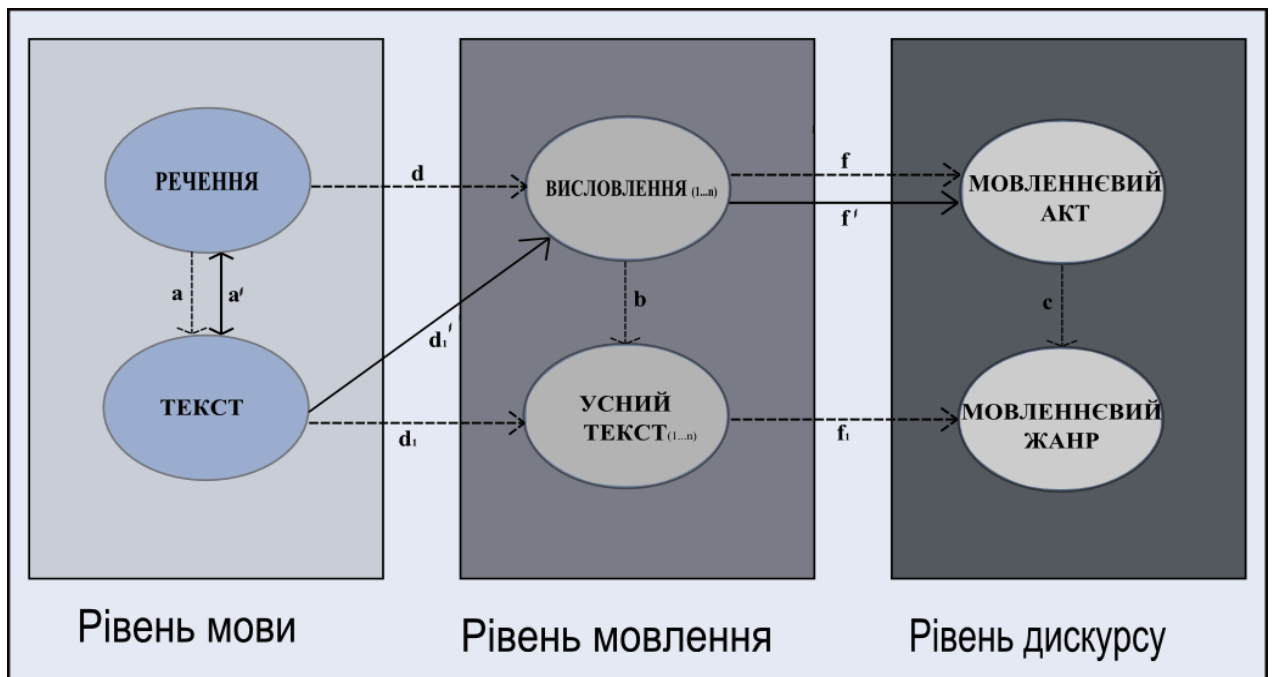 РЕЧЕННЯ
d
ВИСЛОВЛЕННЯ (1...n)
f
f'
МОВЛЕННЄВИЙ
АКТ
a
a'
d₁'
b
c
ТЕКСТ
d₁
УСНИЙ
ТЕКСТ(1...n)
f₁
МОВЛЕННЄВИЙ
ЖАНР
Рівень мови
Рівень мовлення
Рівень дискурсу